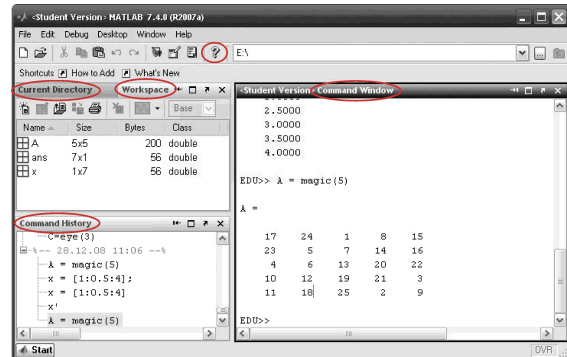 <Student Version> MATLAB 7.4.0 (R2007a)
File Edit Debug Desktop Window Help
E:\
Shortcuts How to Add What's New
Current Directory Workspace
Base
Name Size Bytes Class
A 5x5 200 double
ans 7x1 56 double
x 1x7 56 double
Command History
C=eye(3)
%-- 28.12.08 11:06 --%
A = magic(5)
x = [1:0.5:4];
x = [1:0.5:4]
x'
A = magic(5)
<Student Version> Command Window
2.5000
3.0000
3.5000
4.0000
EDU>> A = magic(5)
A =
17 24 1 8 15
23 5 7 14 16
4 6 13 20 22
10 12 19 21 3
11 18 25 2 9
EDU>>
Start
OVR